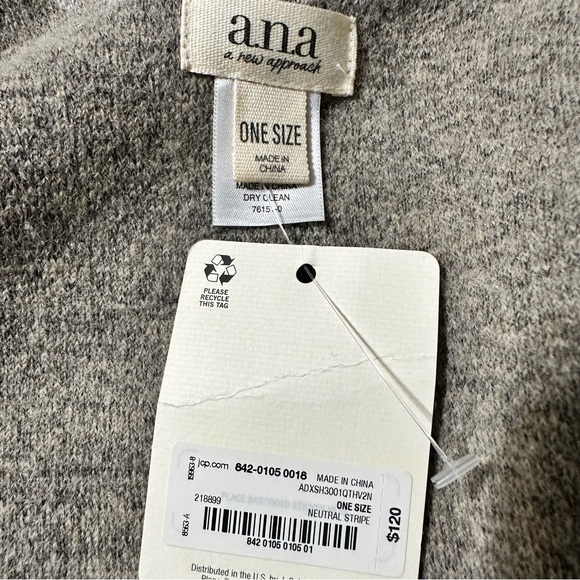 a.n.a
a new approach
ONE SIZE
MADE IN
CHINA
MADE IN CHINA
DRY CLEAN
PLEASE
RECYCLE
THIS TAG
jcp.com 842-0105 0018 MADE IN CHINA
ADXSH3001QTHV2N
218899 ONE SIZE
NEUTRAL STRIPE
842 0105 0105 01
8563-A
$120
Distributed in the U.S. by J. C.